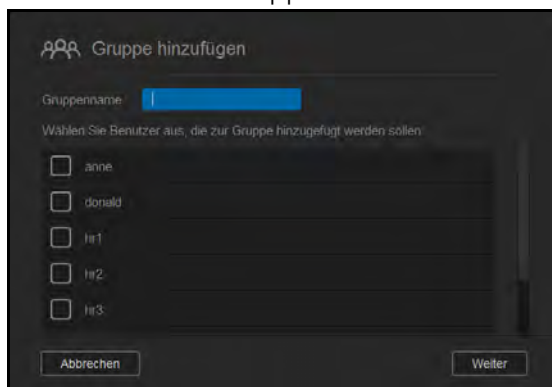 Gruppe hinzufügen
Gruppenname
Wählen Sie Benutzer aus, die zur Gruppe hinzugefügt werden sollen:
anne
donald
hr1
hr2
hr3
Abbrechen
Weiter